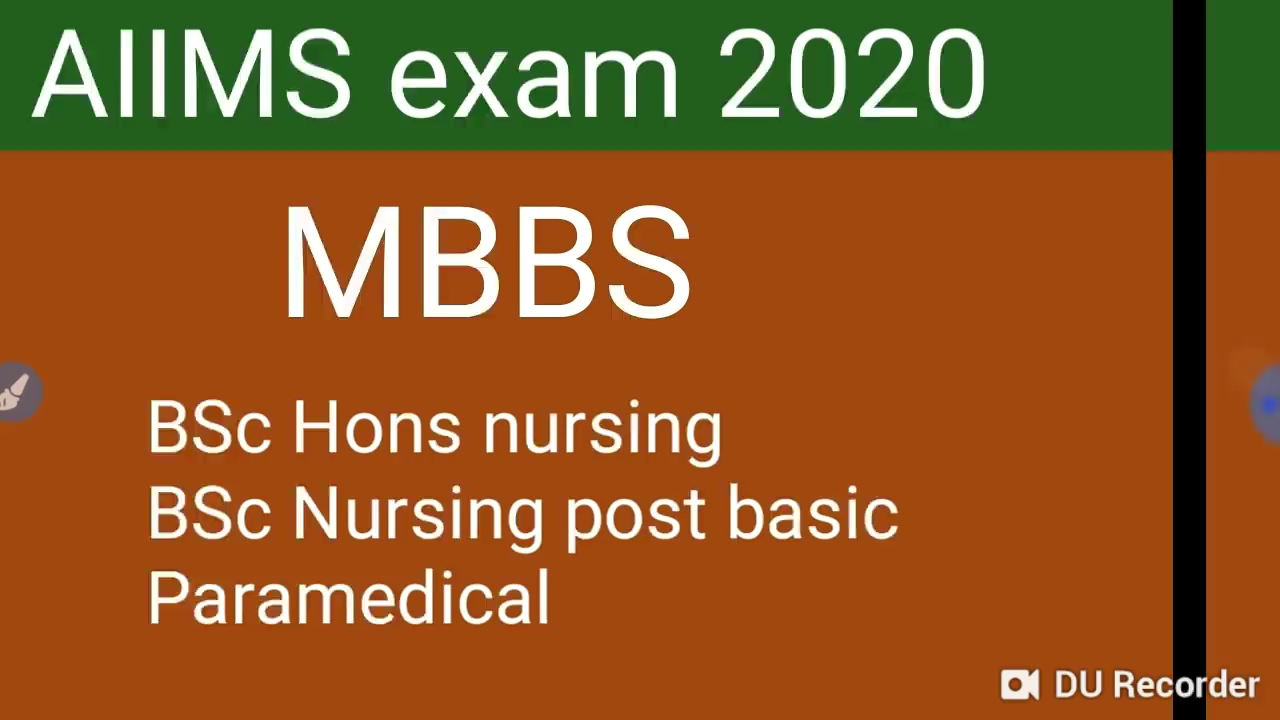 AIIMS exam 2020
MBBS
BSc Hons nursing
BSc Nursing post basic
Paramedical
DU Recorder